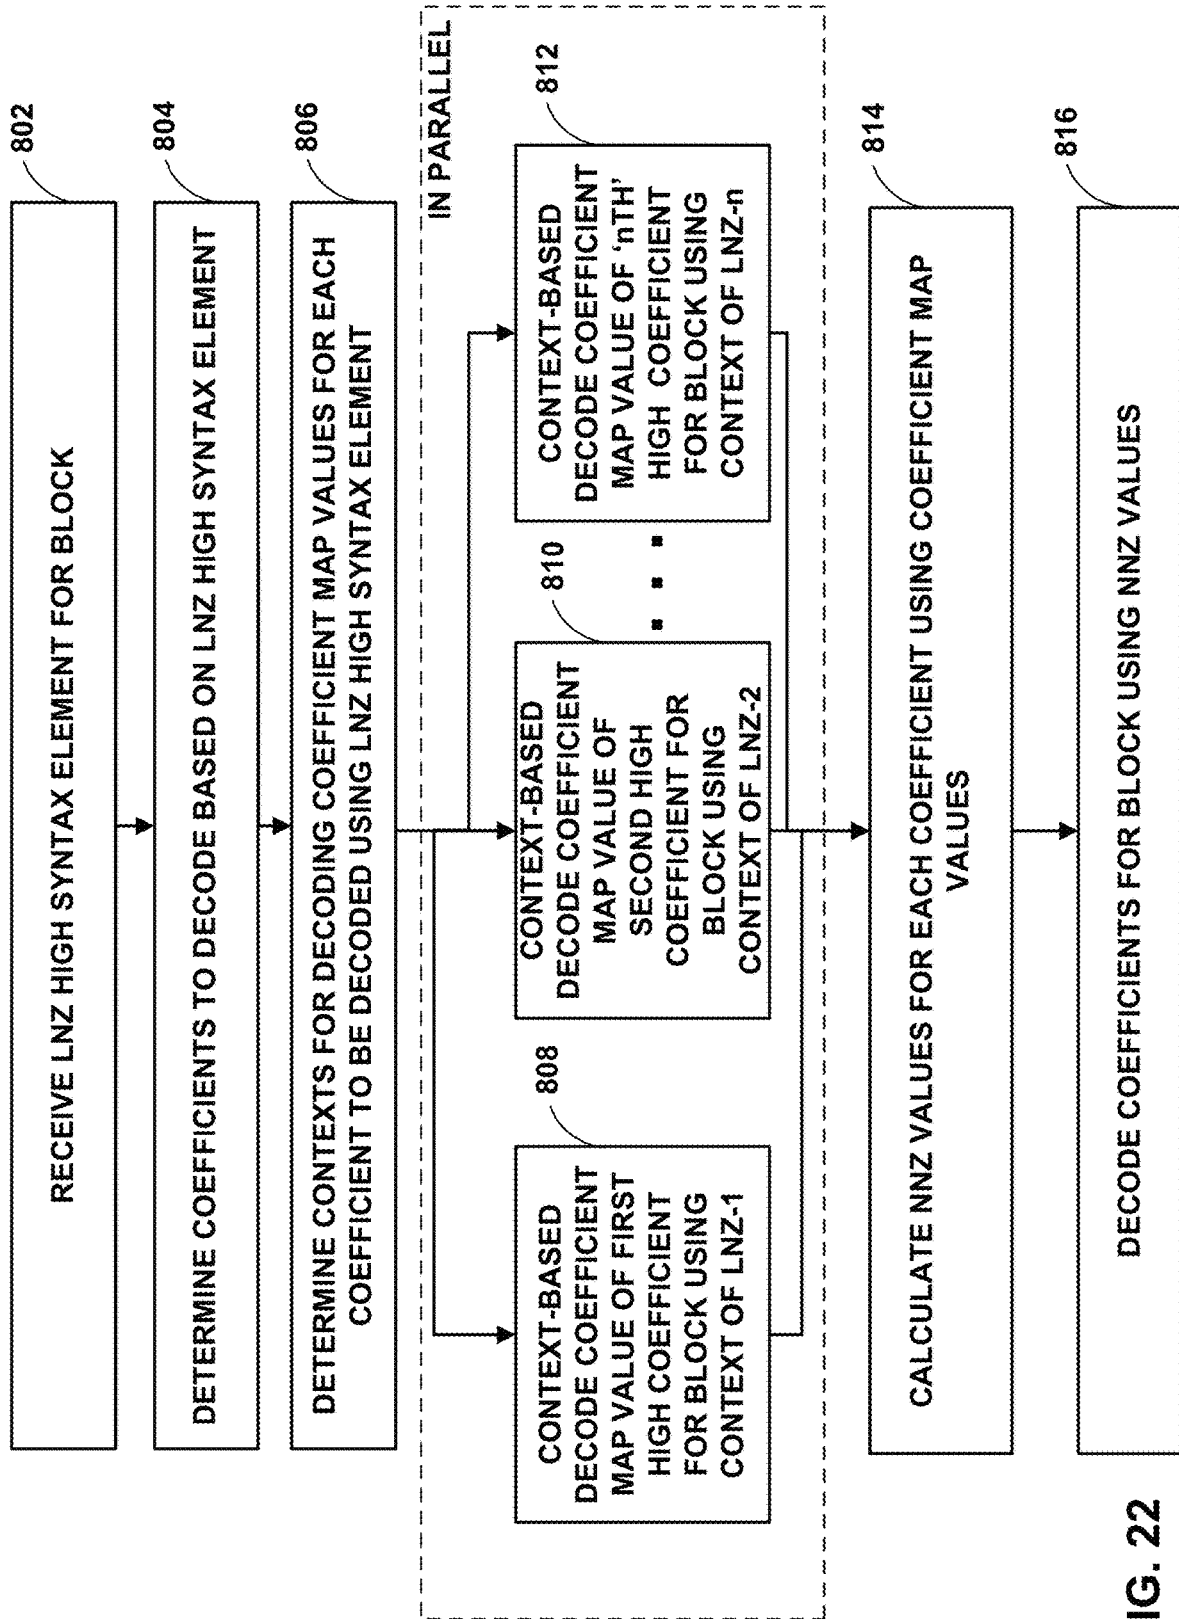 802
RECEIVE LNZ HIGH SYNTAX ELEMENT FOR BLOCK
804
DETERMINE COEFFICIENTS TO DECODE BASED ON LNZ HIGH SYNTAX ELEMENT
806
DETERMINE CONTEXTS FOR DECODING COEFFICIENT MAP VALUES FOR EACH
COEFFICIENT TO BE DECODED USING LNZ HIGH SYNTAX ELEMENT
IN PARALLEL
808
CONTEXT-BASED
DECODE COEFFICIENT
MAP VALUE OF FIRST
HIGH COEFFICIENT
FOR BLOCK USING
CONTEXT OF LNZ-1
810
CONTEXT-BASED
DECODE COEFFICIENT
MAP VALUE OF
SECOND HIGH
COEFFICIENT FOR
BLOCK USING
CONTEXT OF LNZ-2
812
CONTEXT-BASED
DECODE COEFFICIENT
MAP VALUE OF ‘nTH’
HIGH COEFFICIENT
FOR BLOCK USING
CONTEXT OF LNZ-n
814
CALCULATE NNZ VALUES FOR EACH COEFFICIENT USING COEFFICIENT MAP
VALUES
816
DECODE COEFFICIENTS FOR BLOCK USING NNZ VALUES
IG. 22